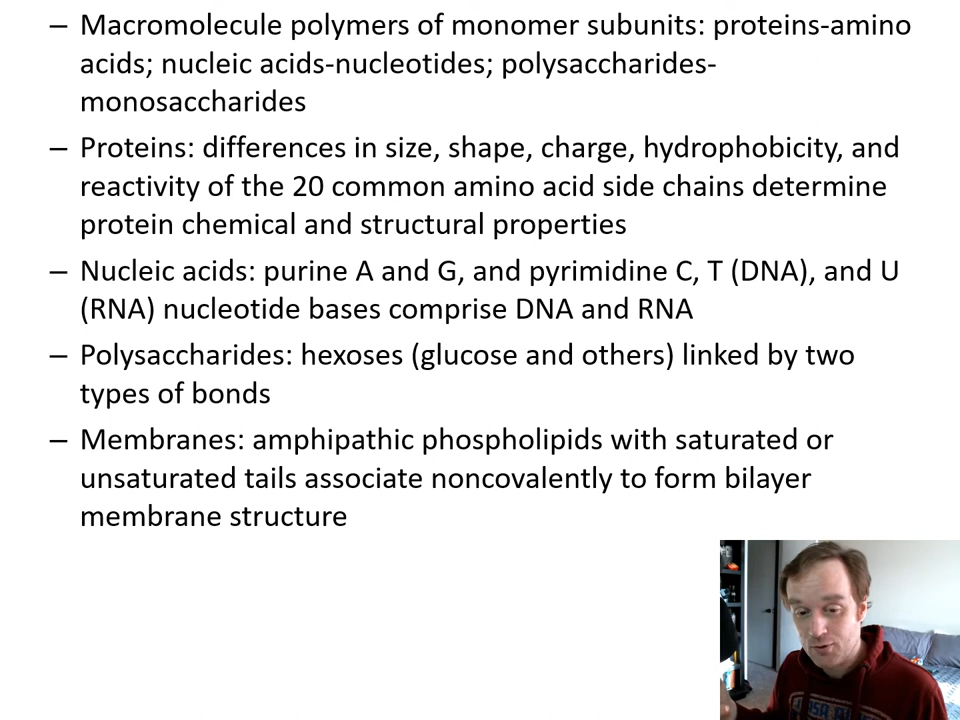 – Macromolecule polymers of monomer subunits: proteins-amino
acids; nucleic acids-nucleotides; polysaccharides-
monosaccharides
– Proteins: differences in size, shape, charge, hydrophobicity, and
reactivity of the 20 common amino acid side chains determine
protein chemical and structural properties
– Nucleic acids: purine A and G, and pyrimidine C, T (DNA), and U
(RNA) nucleotide bases comprise DNA and RNA
– Polysaccharides: hexoses (glucose and others) linked by two
types of bonds
– Membranes: amphipathic phospholipids with saturated or
unsaturated tails associate noncovalently to form bilayer
membrane structure